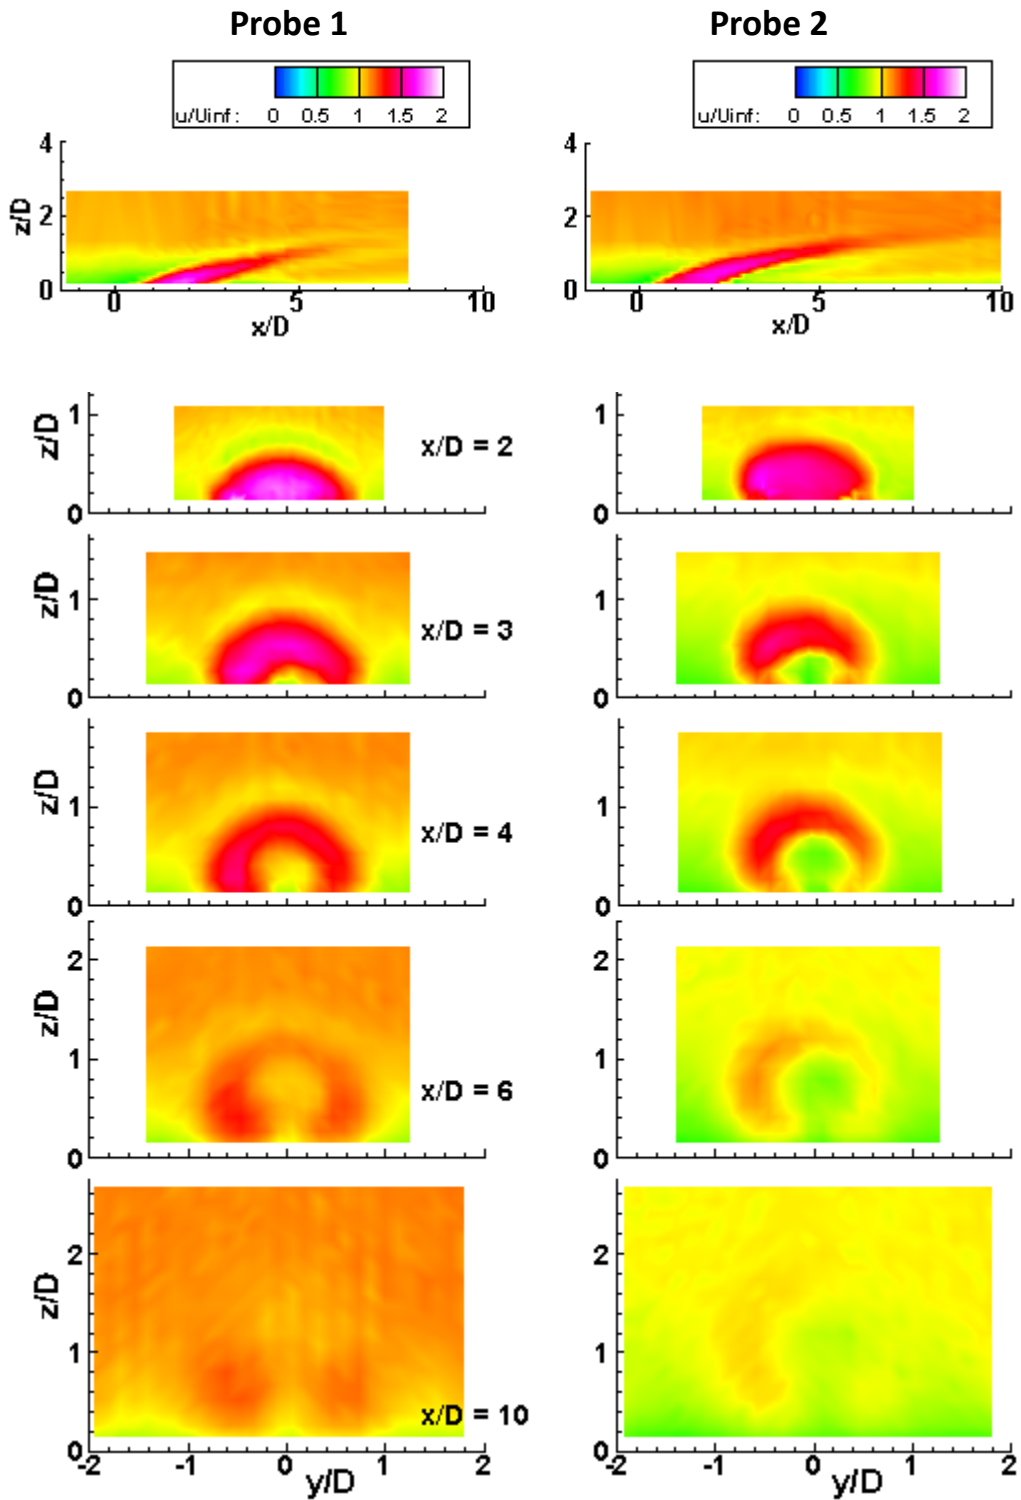 Probe 1 Probe 2
u/Uinf: 0 0.5 1 1.5 2 u/Uinf: 0 0.5 1 1.5 2
4 4
z/D 2 2
0 0
0 5 10 0 5 10
x/D x/D
z/D 1 x/D = 2 1
0 0
z/D 1 x/D = 3 1
0 0
z/D 1 x/D = 4 1
0 0
2 2
z/D 1 x/D = 6 1
0 0
2 2
z/D 1 1
x/D = 10
0 0
-2 -1 0 1 2 -2 -1 0 1 2
y/D y/D